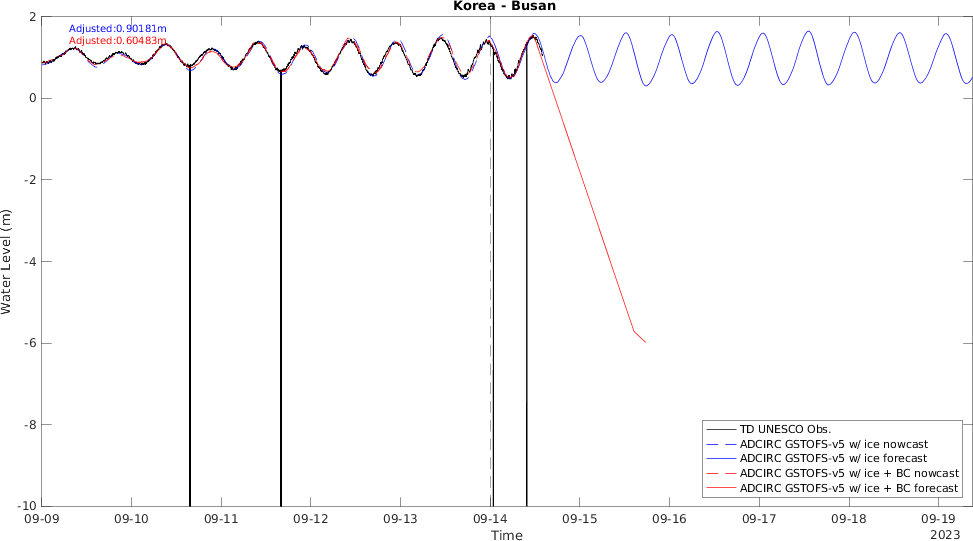 Korea - Busan
Adjusted:0.90181m
Adjusted:0.60483m
Water Level (m)
2
0
-2
-4
-6
-8
-10
TD UNESCO Obs.
ADCIRC GSTOFS-v5 w/ ice nowcast
ADCIRC GSTOFS-v5 w/ ice forecast
ADCIRC GSTOFS-v5 w/ ice + BC nowcast
ADCIRC GSTOFS-v5 w/ ice + BC forecast
09-09 09-10 09-11 09-12 09-13 09-14 09-15 09-16 09-17 09-18 09-19
Time
2023